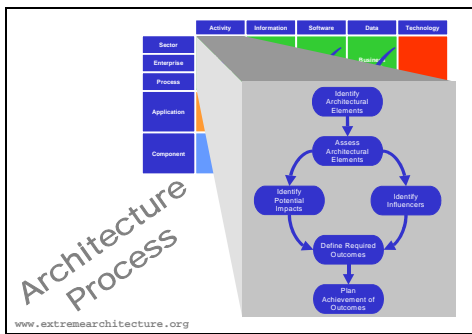 Activity Information Software Data Technology
Sector
Enterprise
Process
Application
Component
Identify
Architectural
Elements
Assess
Architectural
Elements
Identify
Potential
Impacts
Identify
Influencers
Define Required
Outcomes
Plan
Achievement of
Outcomes
Architecture
Process
www.extremearchitecture.org